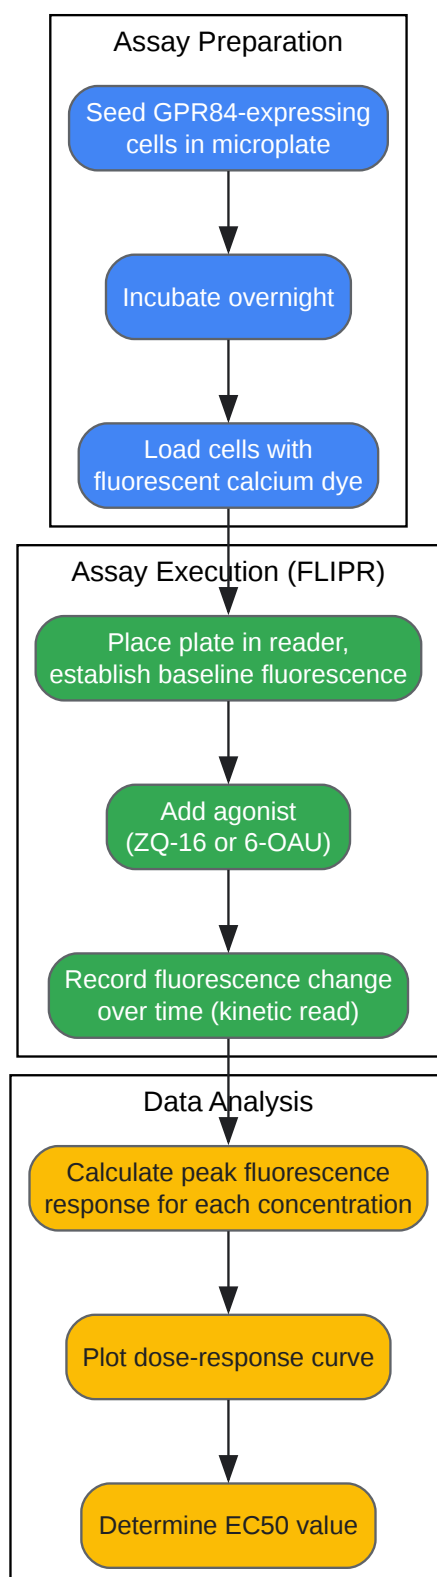 Assay Preparation
Seed GPR84-expressing
cells in microplate
Incubate overnight
Load cells with
fluorescent calcium dye
Assay Execution (FLIPR)
Place plate in reader,
establish baseline fluorescence
Add agonist
(ZQ-16 or 6-OAU)
Record fluorescence change
over time (kinetic read)
Data Analysis
Calculate peak fluorescence
response for each concentration
Plot dose-response curve
Determine EC50 value